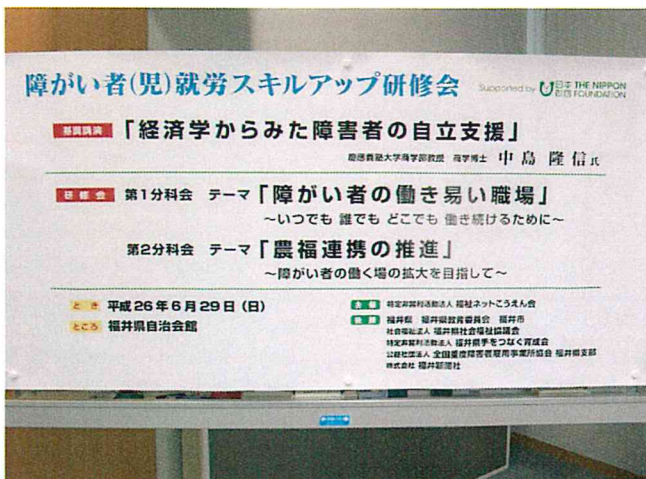 障がい者(児)就労スキルアップ研修会 Supported by 日本財団 THE NIPPON FOUNDATION
基調講演 「経済学からみた障害者の自立支援」
慶應義塾大学商学部教授 商学博士 中島隆信氏
研修会 第1分科会 テーマ「障がい者の働き易い職場」
～いつでも 誰でも どこでも 働き続けるために～
第2分科会 テーマ「農福連携の推進」
～障がい者の働く場の拡大を目指して～
とき 平成26年6月29日(日)
ところ 福井県自治会館
主催 特定非営利活動法人 福祉ネットこうえん会
後援 福井県 福井県教育委員会 福井市
社会福祉法人 福井県社会福祉協議会
特定非営利活動法人 福井県手をつなぐ育成会
公益社団法人 全国重度障害者雇用事業所協会 福井県支部
株式会社 福井新聞社